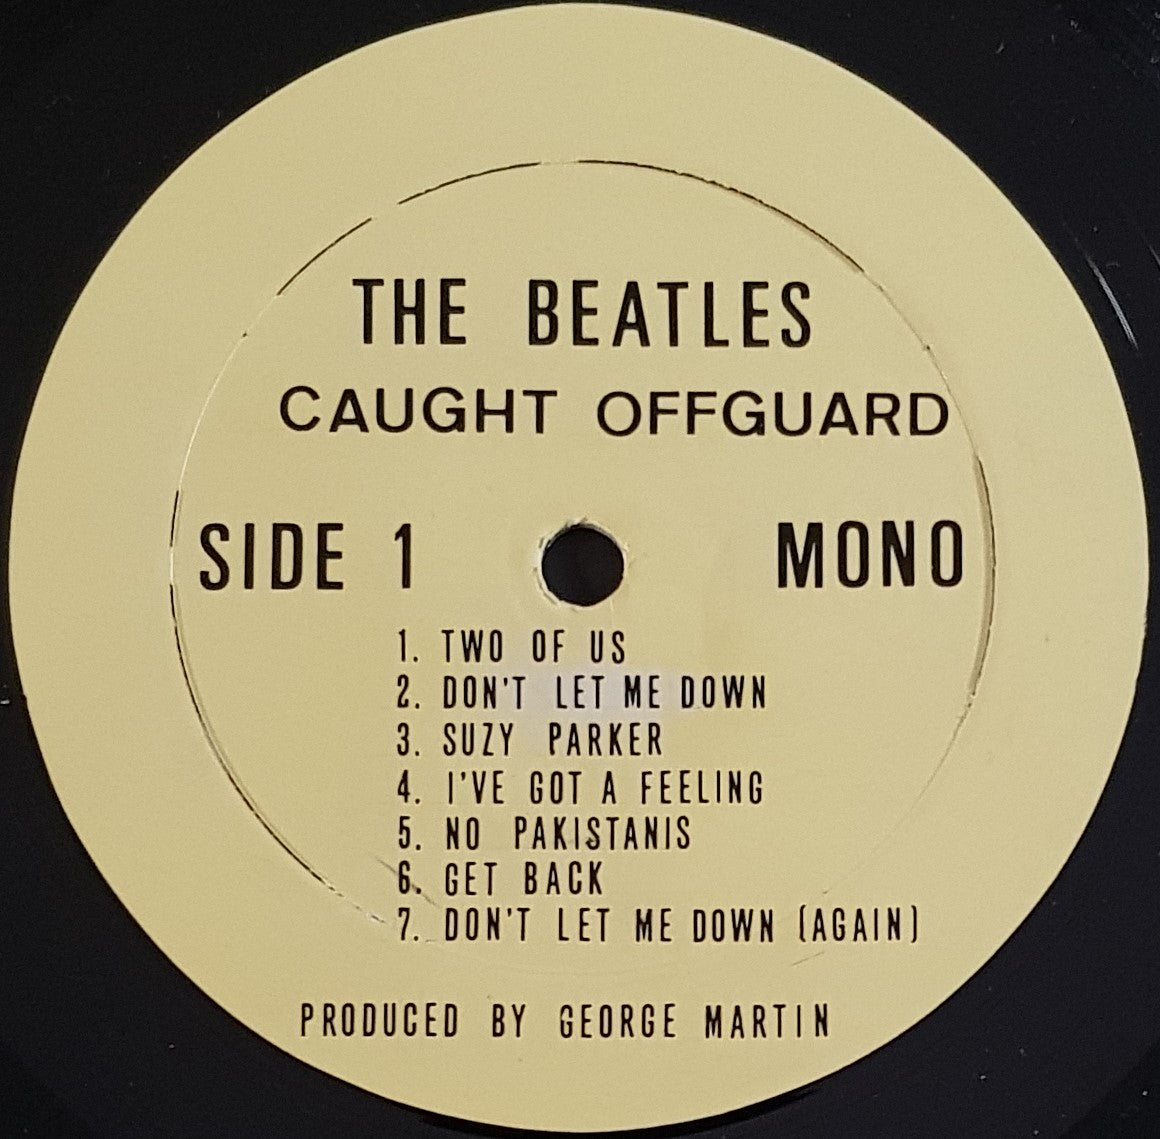 THE BEATLES
CAUGHT OFFGUARD
SIDE 1 MONO
1. TWO OF US
2. DON'T LET ME DOWN
3. SUZY PARKER
4. I'VE GOT A FEELING
5. NO PAKISTANIS
6. GET BACK
7. DON'T LET ME DOWN (AGAIN)
PRODUCED BY GEORGE MARTIN